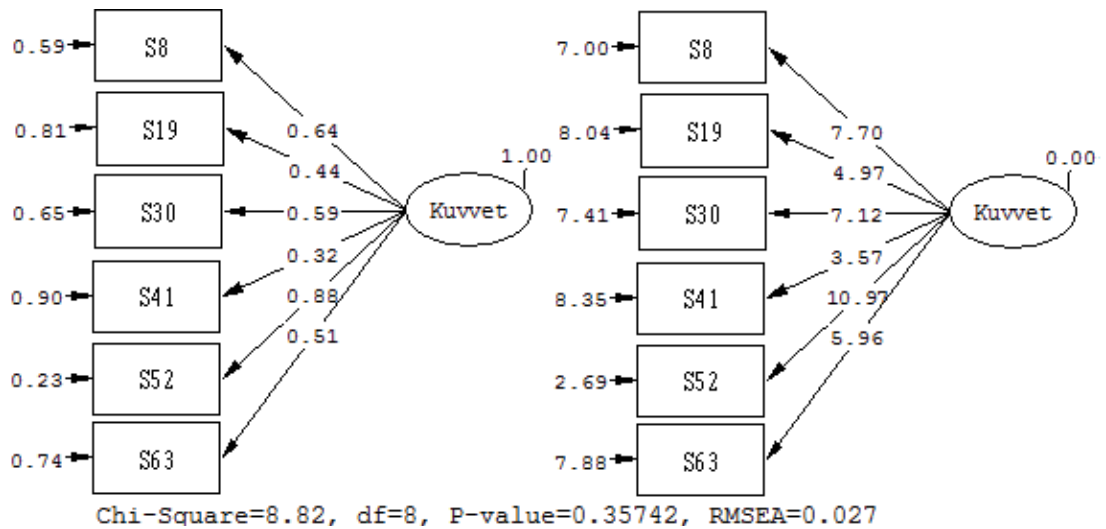 0.59 S8 0.64 7.00 S8 7.70
0.81 S19 0.44 1.00 8.04 S19 4.97 0.00
0.65 S30 0.59 Kuvvet 7.41 S30 7.12 Kuvvet
0.90 S41 0.32 8.35 S41 3.57
0.23 S52 0.88 2.69 S52 10.97
0.74 S63 0.51 7.88 S63 5.96
Chi-Square=8.82, df=8, P-value=0.35742, RMSEA=0.027